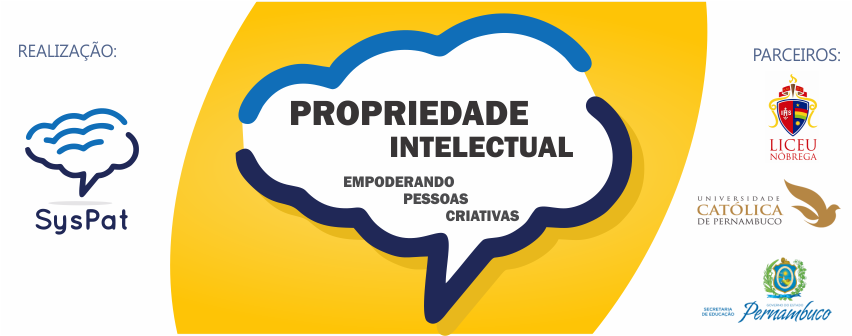 REALIZAÇÃO:
SysPat
PROPRIEDADE
INTELECTUAL
EMPODERANDO
PESSOAS
CRIATIVAS
PARCEIROS:
LICEU
NÓBREGA
UNIVERSIDADE
CATÓLICA
DE PERNAMBUCO
SECRETARIA
DE EDUCAÇÃO
GOVERNO DO ESTADO
Pernambuco